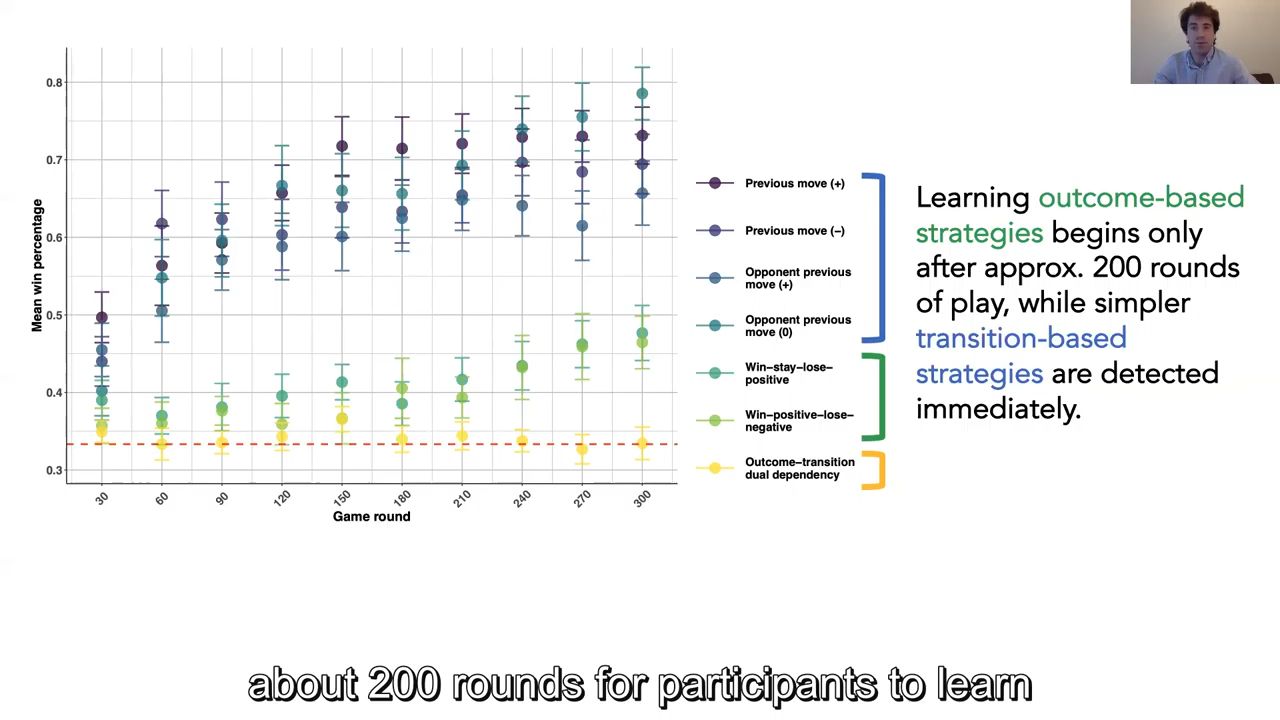 0.8
0.7
0.6
0.5
0.4
0.3
Mean win percentage
30
60
90
120
150
180
210
240
270
300
Game round
Previous move (+)
Previous move (−)
Opponent previous
move (+)
Opponent previous
move (0)
Win−stay−lose−
positive
Win−positive−lose−
negative
Outcome−transition
dual dependency
Learning outcome-based
strategies begins only
after approx. 200 rounds
of play, while simpler
transition-based
strategies are detected
immediately.
about 200 rounds for participants to learn